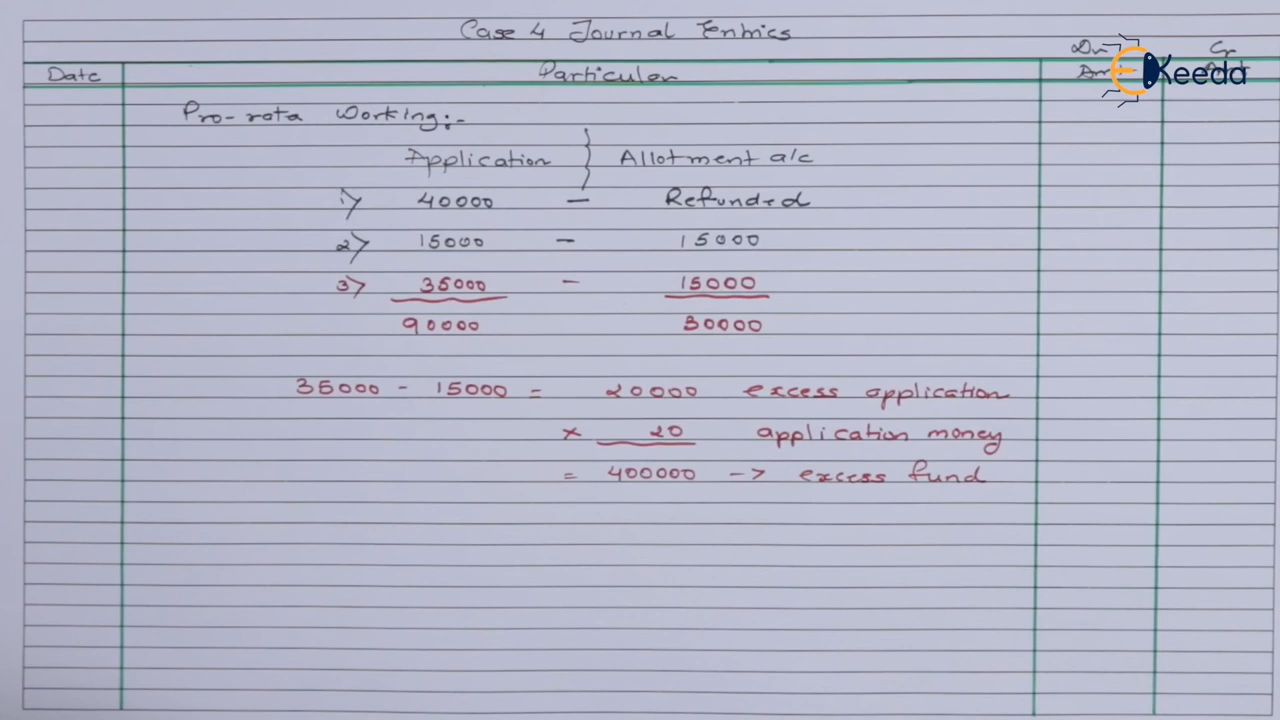 Case 4 Journal Entries
Date Particular Dr Cr
EKeeda
Pro-rata Working:-
Application } Allotment a/c
1) 40000 - Refunded
2) 15000 - 15000
3) 35000 - 15000
90000 30000
35000 - 15000 = 20000 excess application
× 20 application money
= 400000 -> excess fund